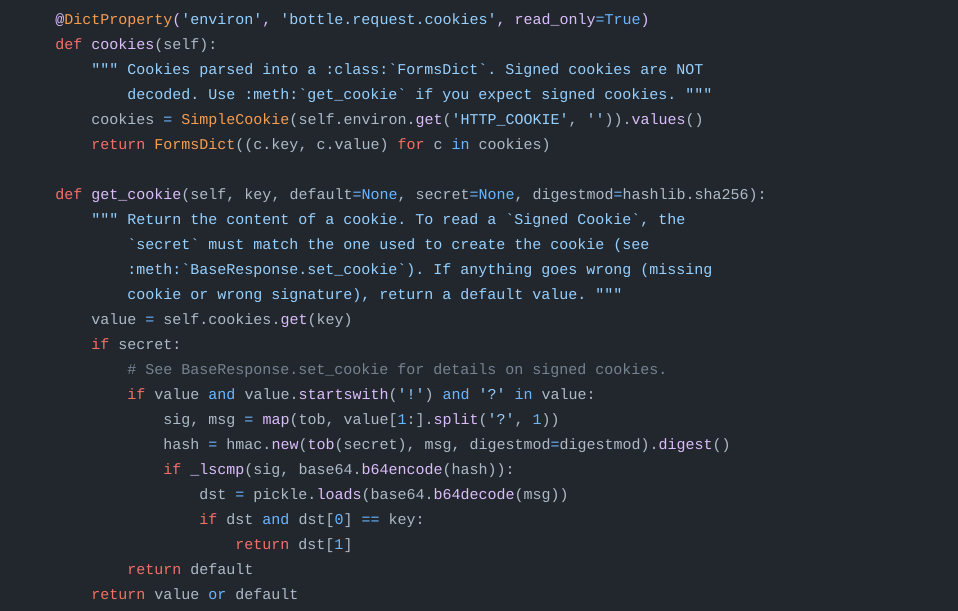 @DictProperty('environ', 'bottle.request.cookies', read_only=True)
def cookies(self):
    """ Cookies parsed into a :class:`FormsDict`. Signed cookies are NOT
        decoded. Use :meth:`get_cookie` if you expect signed cookies. """
    cookies = SimpleCookie(self.environ.get('HTTP_COOKIE', '')).values()
    return FormsDict((c.key, c.value) for c in cookies)

def get_cookie(self, key, default=None, secret=None, digestmod=hashlib.sha256):
    """ Return the content of a cookie. To read a `Signed Cookie`, the
        `secret` must match the one used to create the cookie (see
        :meth:`BaseResponse.set_cookie`). If anything goes wrong (missing
        cookie or wrong signature), return a default value. """
    value = self.cookies.get(key)
    if secret:
        # See BaseResponse.set_cookie for details on signed cookies.
        if value and value.startswith('!') and '?' in value:
            sig, msg = map(tob, value[1:].split('?', 1))
            hash = hmac.new(tob(secret), msg, digestmod=digestmod).digest()
            if _lscmp(sig, base64.b64encode(hash)):
                dst = pickle.loads(base64.b64decode(msg))
                if dst and dst[0] == key:
                    return dst[1]
        return default
    return value or default